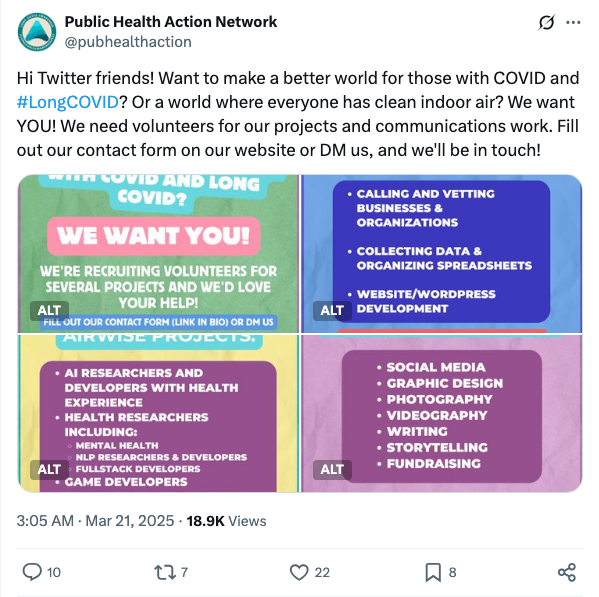 Public Health Action Network
@pubhealthaction
Hi Twitter friends! Want to make a better world for those with COVID and
#LongCOVID? Or a world where everyone has clean indoor air? We want
YOU! We need volunteers for our projects and communications work. Fill
out our contact form on our website or DM us, and we'll be in touch!
WITH COVID AND LONG
COVID?
WE WANT YOU!
WE'RE RECRUITING VOLUNTEERS FOR
SEVERAL PROJECTS AND WE'D LOVE
YOUR HELP!
FILL OUT OUR CONTACT FORM (LINK IN BIO) OR DM US
ALT
• CALLING AND VETTING
BUSINESSES &
ORGANIZATIONS
• COLLECTING DATA &
ORGANIZING SPREADSHEETS
• WEBSITE/WORDPRESS
DEVELOPMENT
ALT
AIRWISE PROJECTS:
• AI RESEARCHERS AND
DEVELOPERS WITH HEALTH
EXPERIENCE
• HEALTH RESEARCHERS
INCLUDING:
MENTAL HEALTH
NLP RESEARCHERS & DEVELOPERS
FULLSTACK DEVELOPERS
• GAME DEVELOPERS
ALT
• SOCIAL MEDIA
• GRAPHIC DESIGN
• PHOTOGRAPHY
• VIDEOGRAPHY
• WRITING
• STORYTELLING
• FUNDRAISING
ALT
3:05 AM · Mar 21, 2025 · 18.9K Views
10 7 22 8